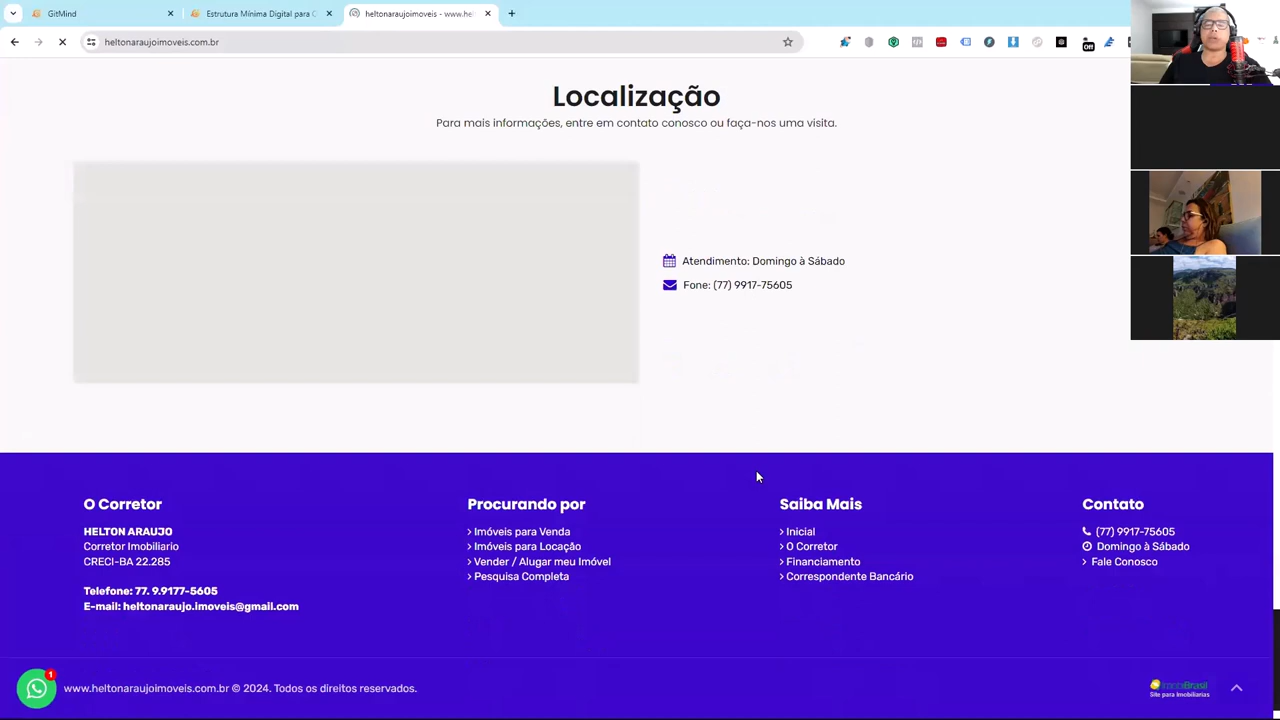 GitMind
Estrutura Mínima Digital para C
heltonaraujoimoveis - www.hel
heltonaraujoimoveis.com.br
Off
Localização
Para mais informações, entre em contato conosco ou faça-nos uma visita.
Atendimento: Domingo à Sábado
Fone: (77) 9917-75605
O Corretor
HELTON ARAUJO
Corretor Imobiliario
CRECI-BA 22.285
Telefone: 77. 9.9177-5605
E-mail: heltonaraujo.imoveis@gmail.com
Procurando por
Imóveis para Venda
Imóveis para Locação
Vender / Alugar meu Imóvel
Pesquisa Completa
Saiba Mais
Inicial
O Corretor
Financiamento
Correspondente Bancário
Contato
(77) 9917-75605
Domingo à Sábado
Fale Conosco
1
www.heltonaraujoimoveis.com.br © 2024. Todos os direitos reservados.
ImobiBrasil
Site para Imobiliarias